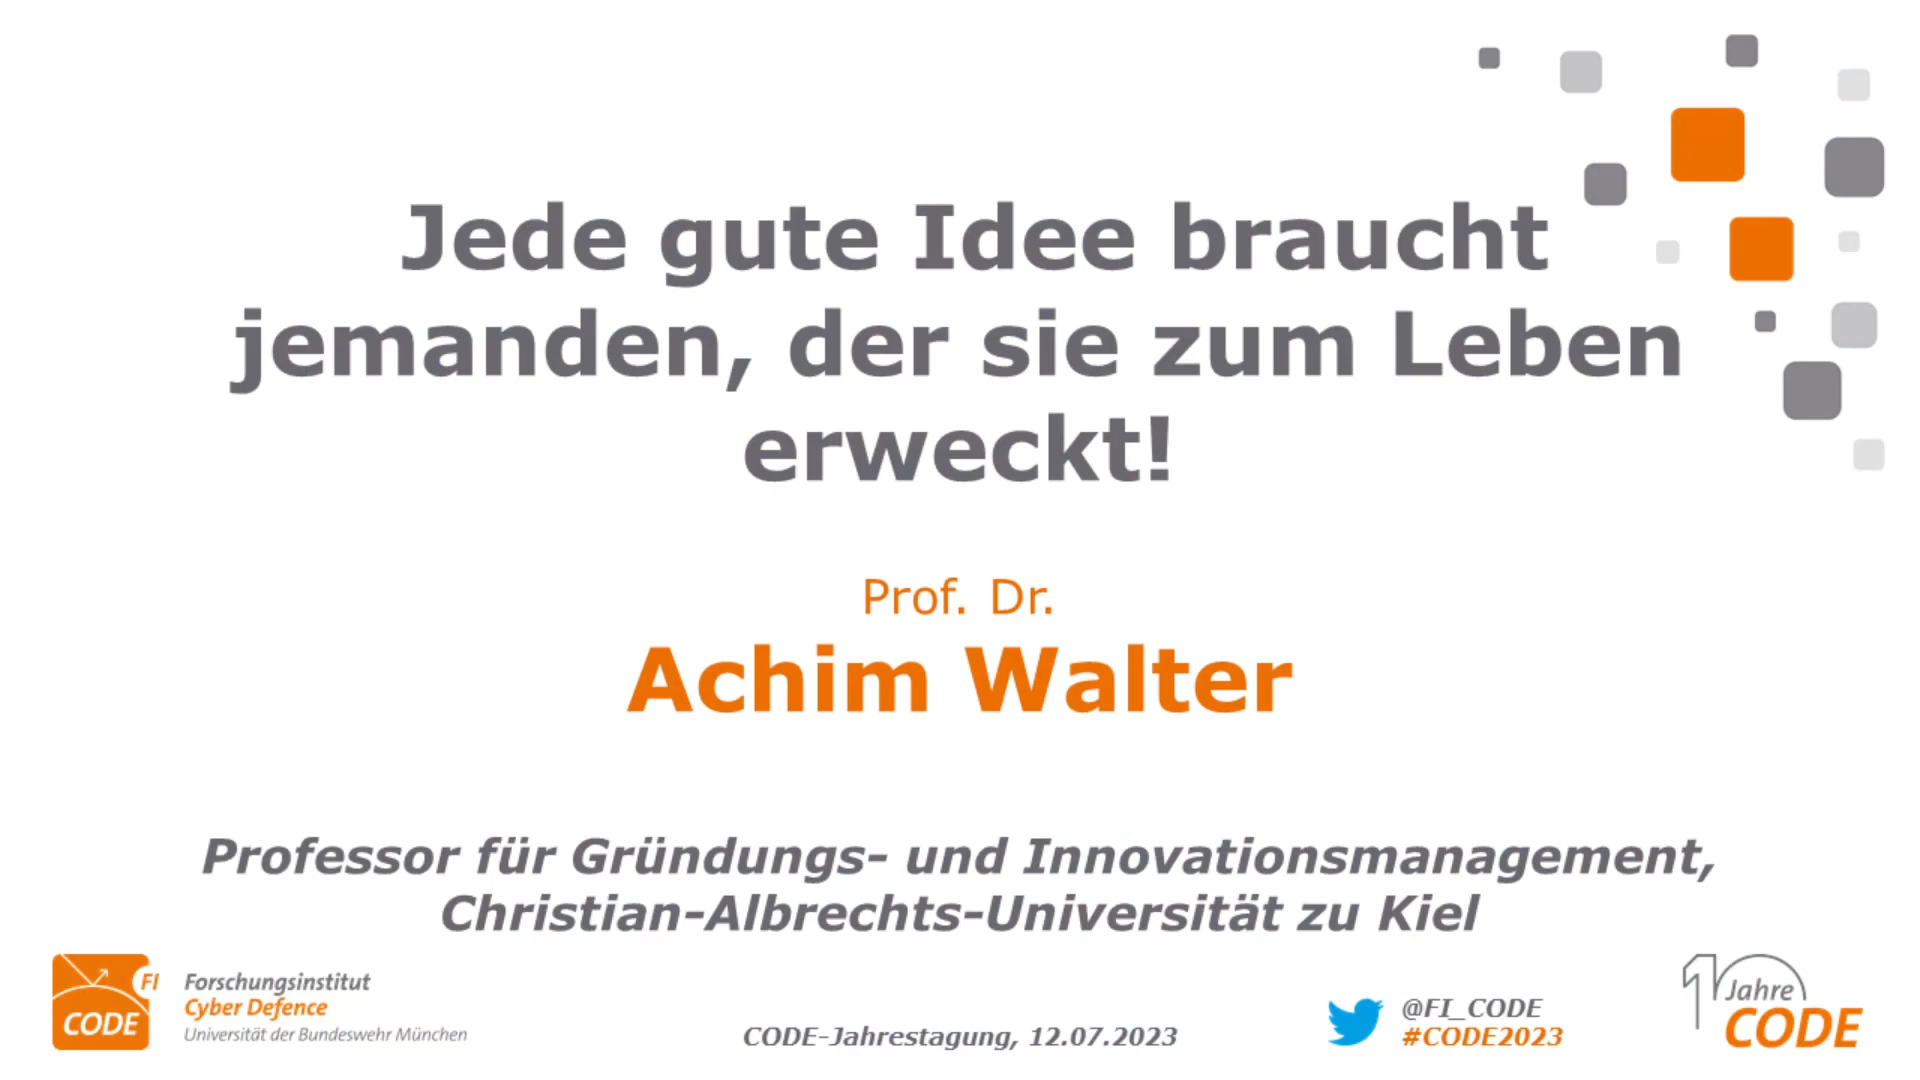 Jede gute Idee braucht
jemanden, der sie zum Leben
erweckt!
Prof. Dr.
Achim Walter
Professor für Gründungs- und Innovationsmanagement,
Christian-Albrechts-Universität zu Kiel
FI
CODE
Forschungsinstitut
Cyber Defence
Universität der Bundeswehr München
CODE-Jahrestagung, 12.07.2023
@FI_CODE
#CODE2023
10 Jahre
CODE